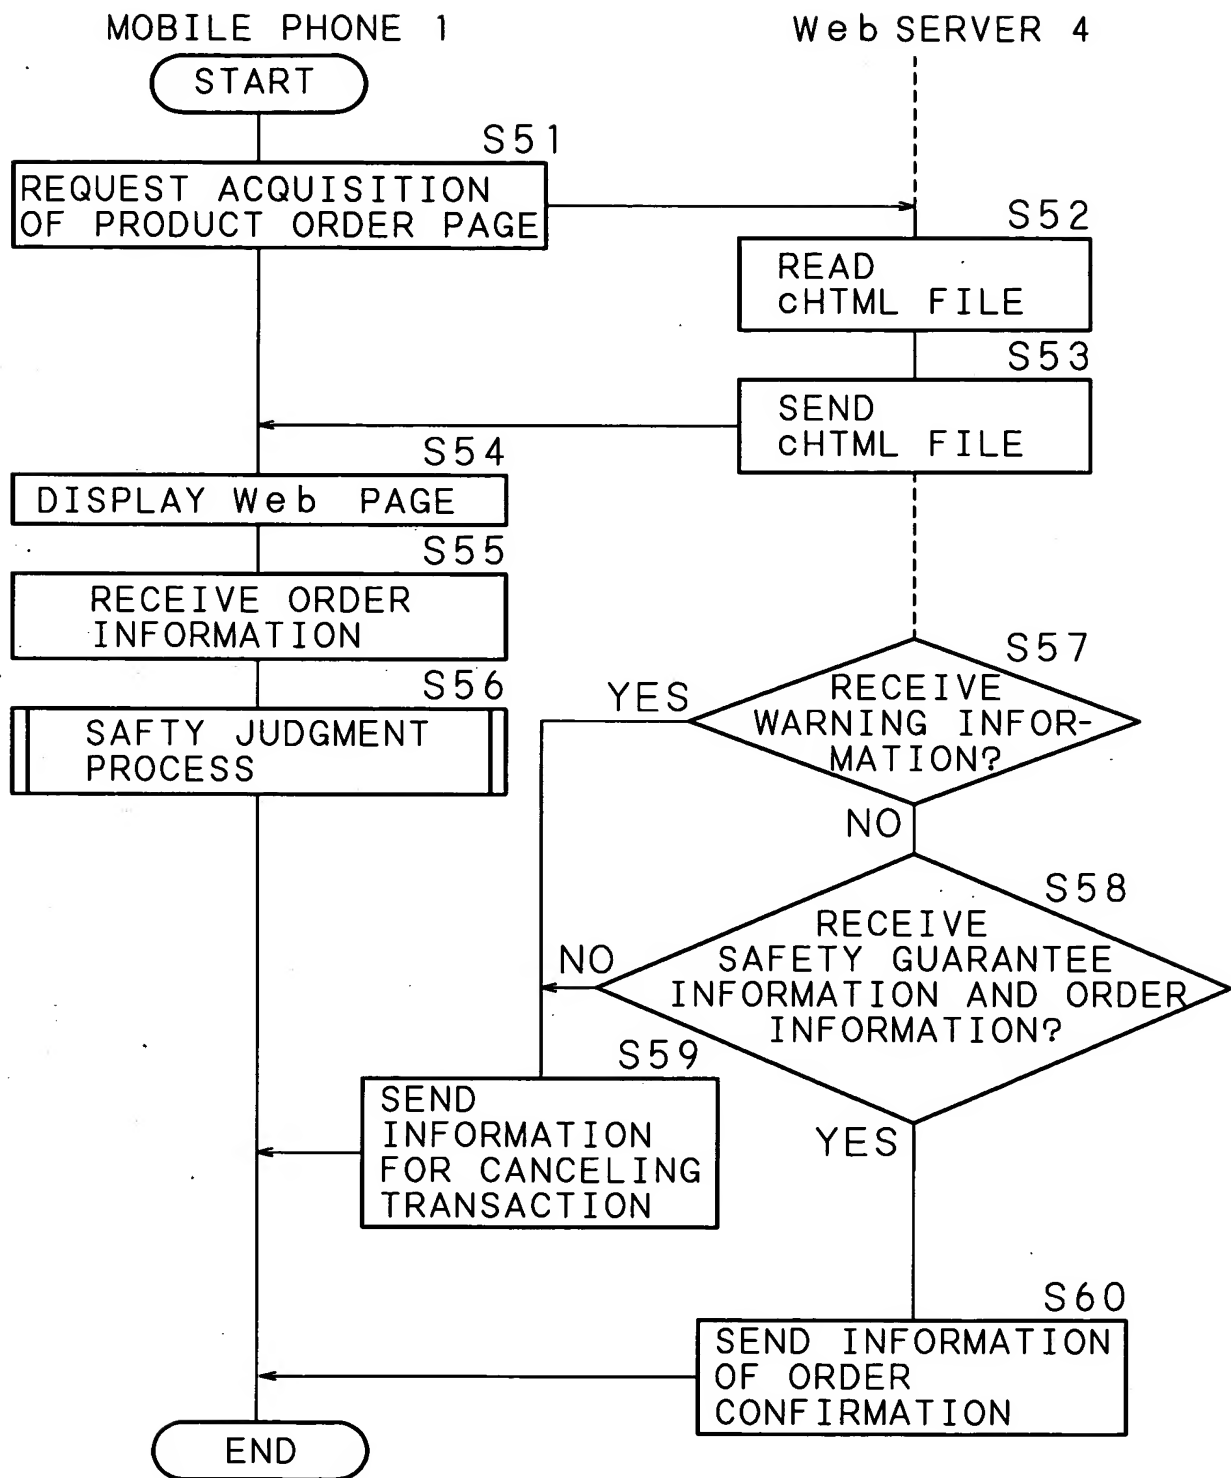 MOBILE PHONE 1
Web SERVER 4
START
S51
REQUEST ACQUISITION
OF PRODUCT ORDER PAGE
S52
READ
cHTML FILE
S53
SEND
cHTML FILE
S54
DISPLAY Web PAGE
S55
RECEIVE ORDER
INFORMATION
S56
SAFTY JUDGMENT
PROCESS
S57
YES
RECEIVE
WARNING INFOR-
MATION?
NO
S58
RECEIVE
SAFETY GUARANTEE
INFORMATION AND ORDER
INFORMATION?
NO
YES
S59
SEND
INFORMATION
FOR CANCELING
TRANSACTION
S60
SEND INFORMATION
OF ORDER
CONFIRMATION
END